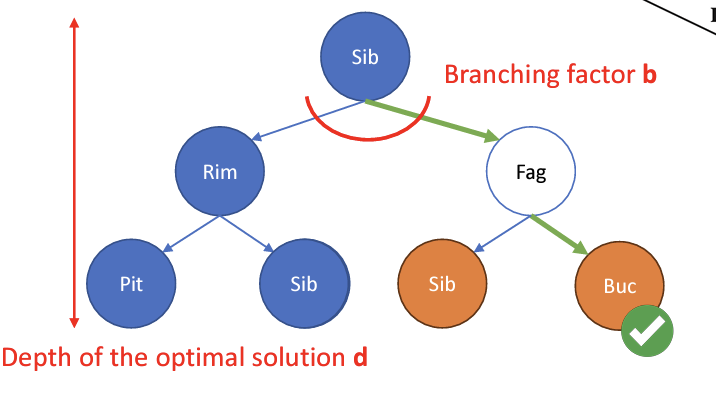 Sib
Branching factor b
Rim
Fag
Pit
Sib
Sib
Buc
Depth of the optimal solution d